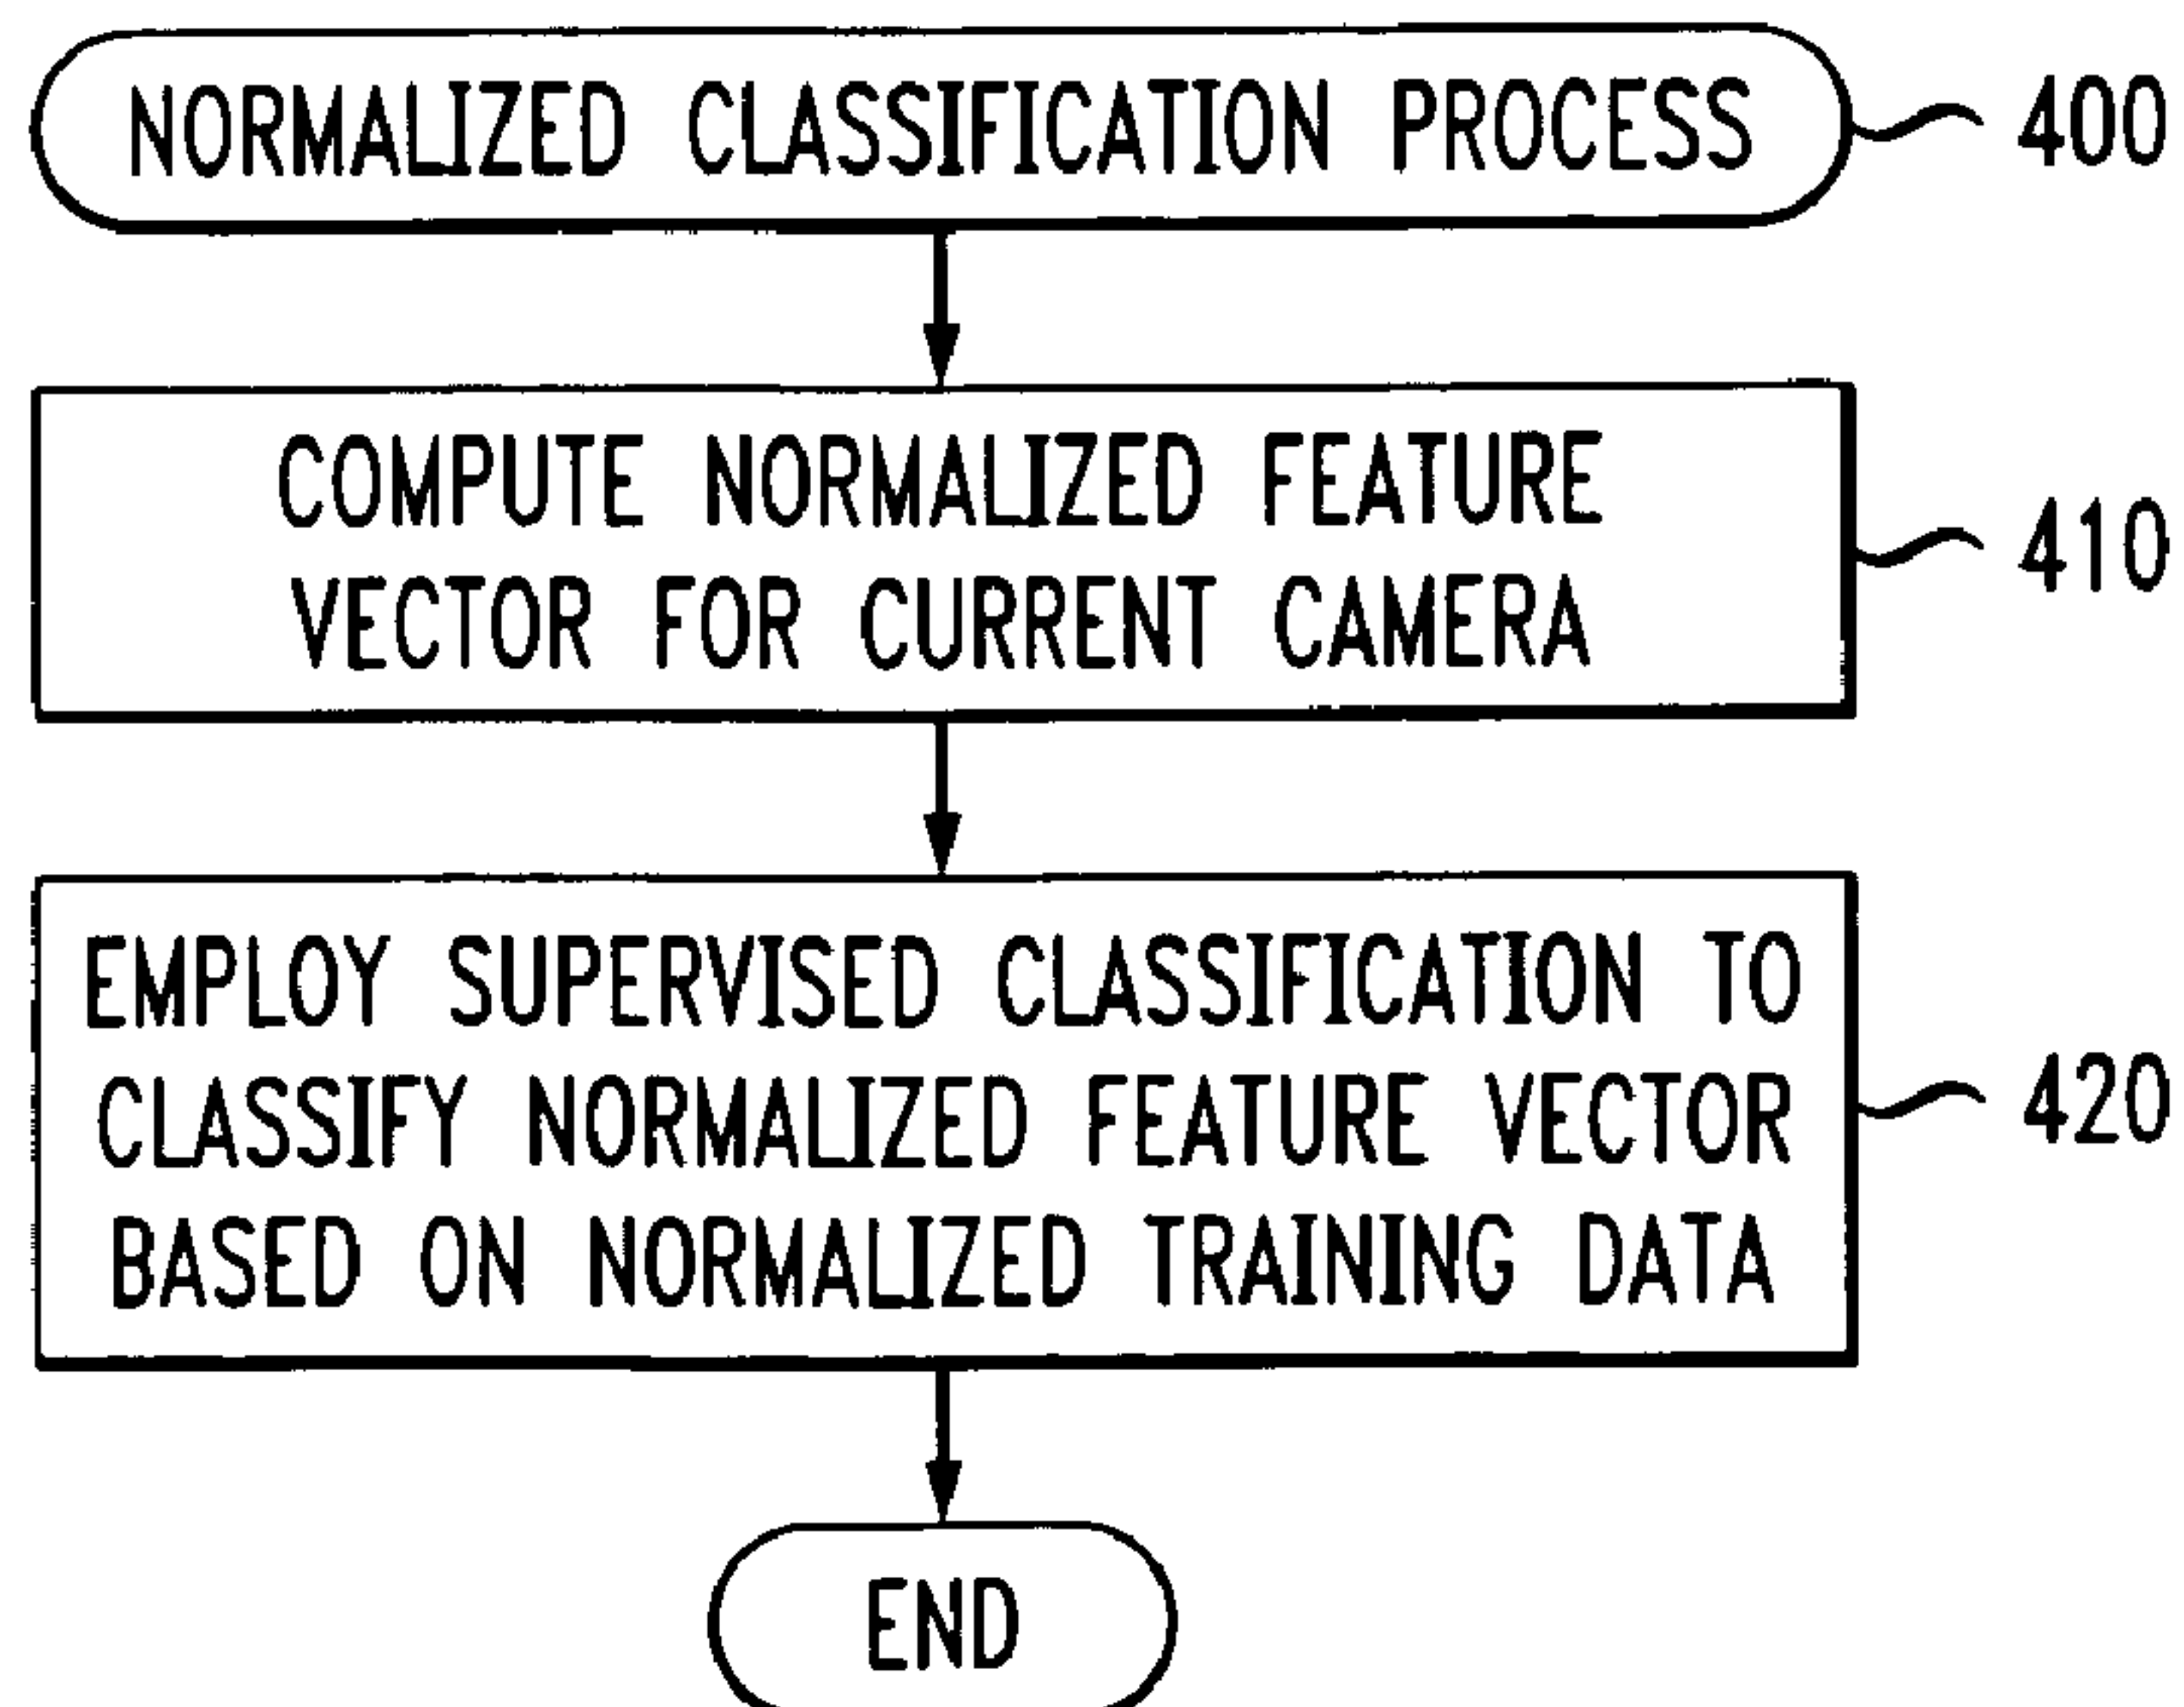 NORMALIZED CLASSIFICATION PROCESS 400
COMPUTE NORMALIZED FEATURE
VECTOR FOR CURRENT CAMERA
410
EMPLOY SUPERVISED CLASSIFICATION TO
CLASSIFY NORMALIZED FEATURE VECTOR
BASED ON NORMALIZED TRAINING DATA
420
END